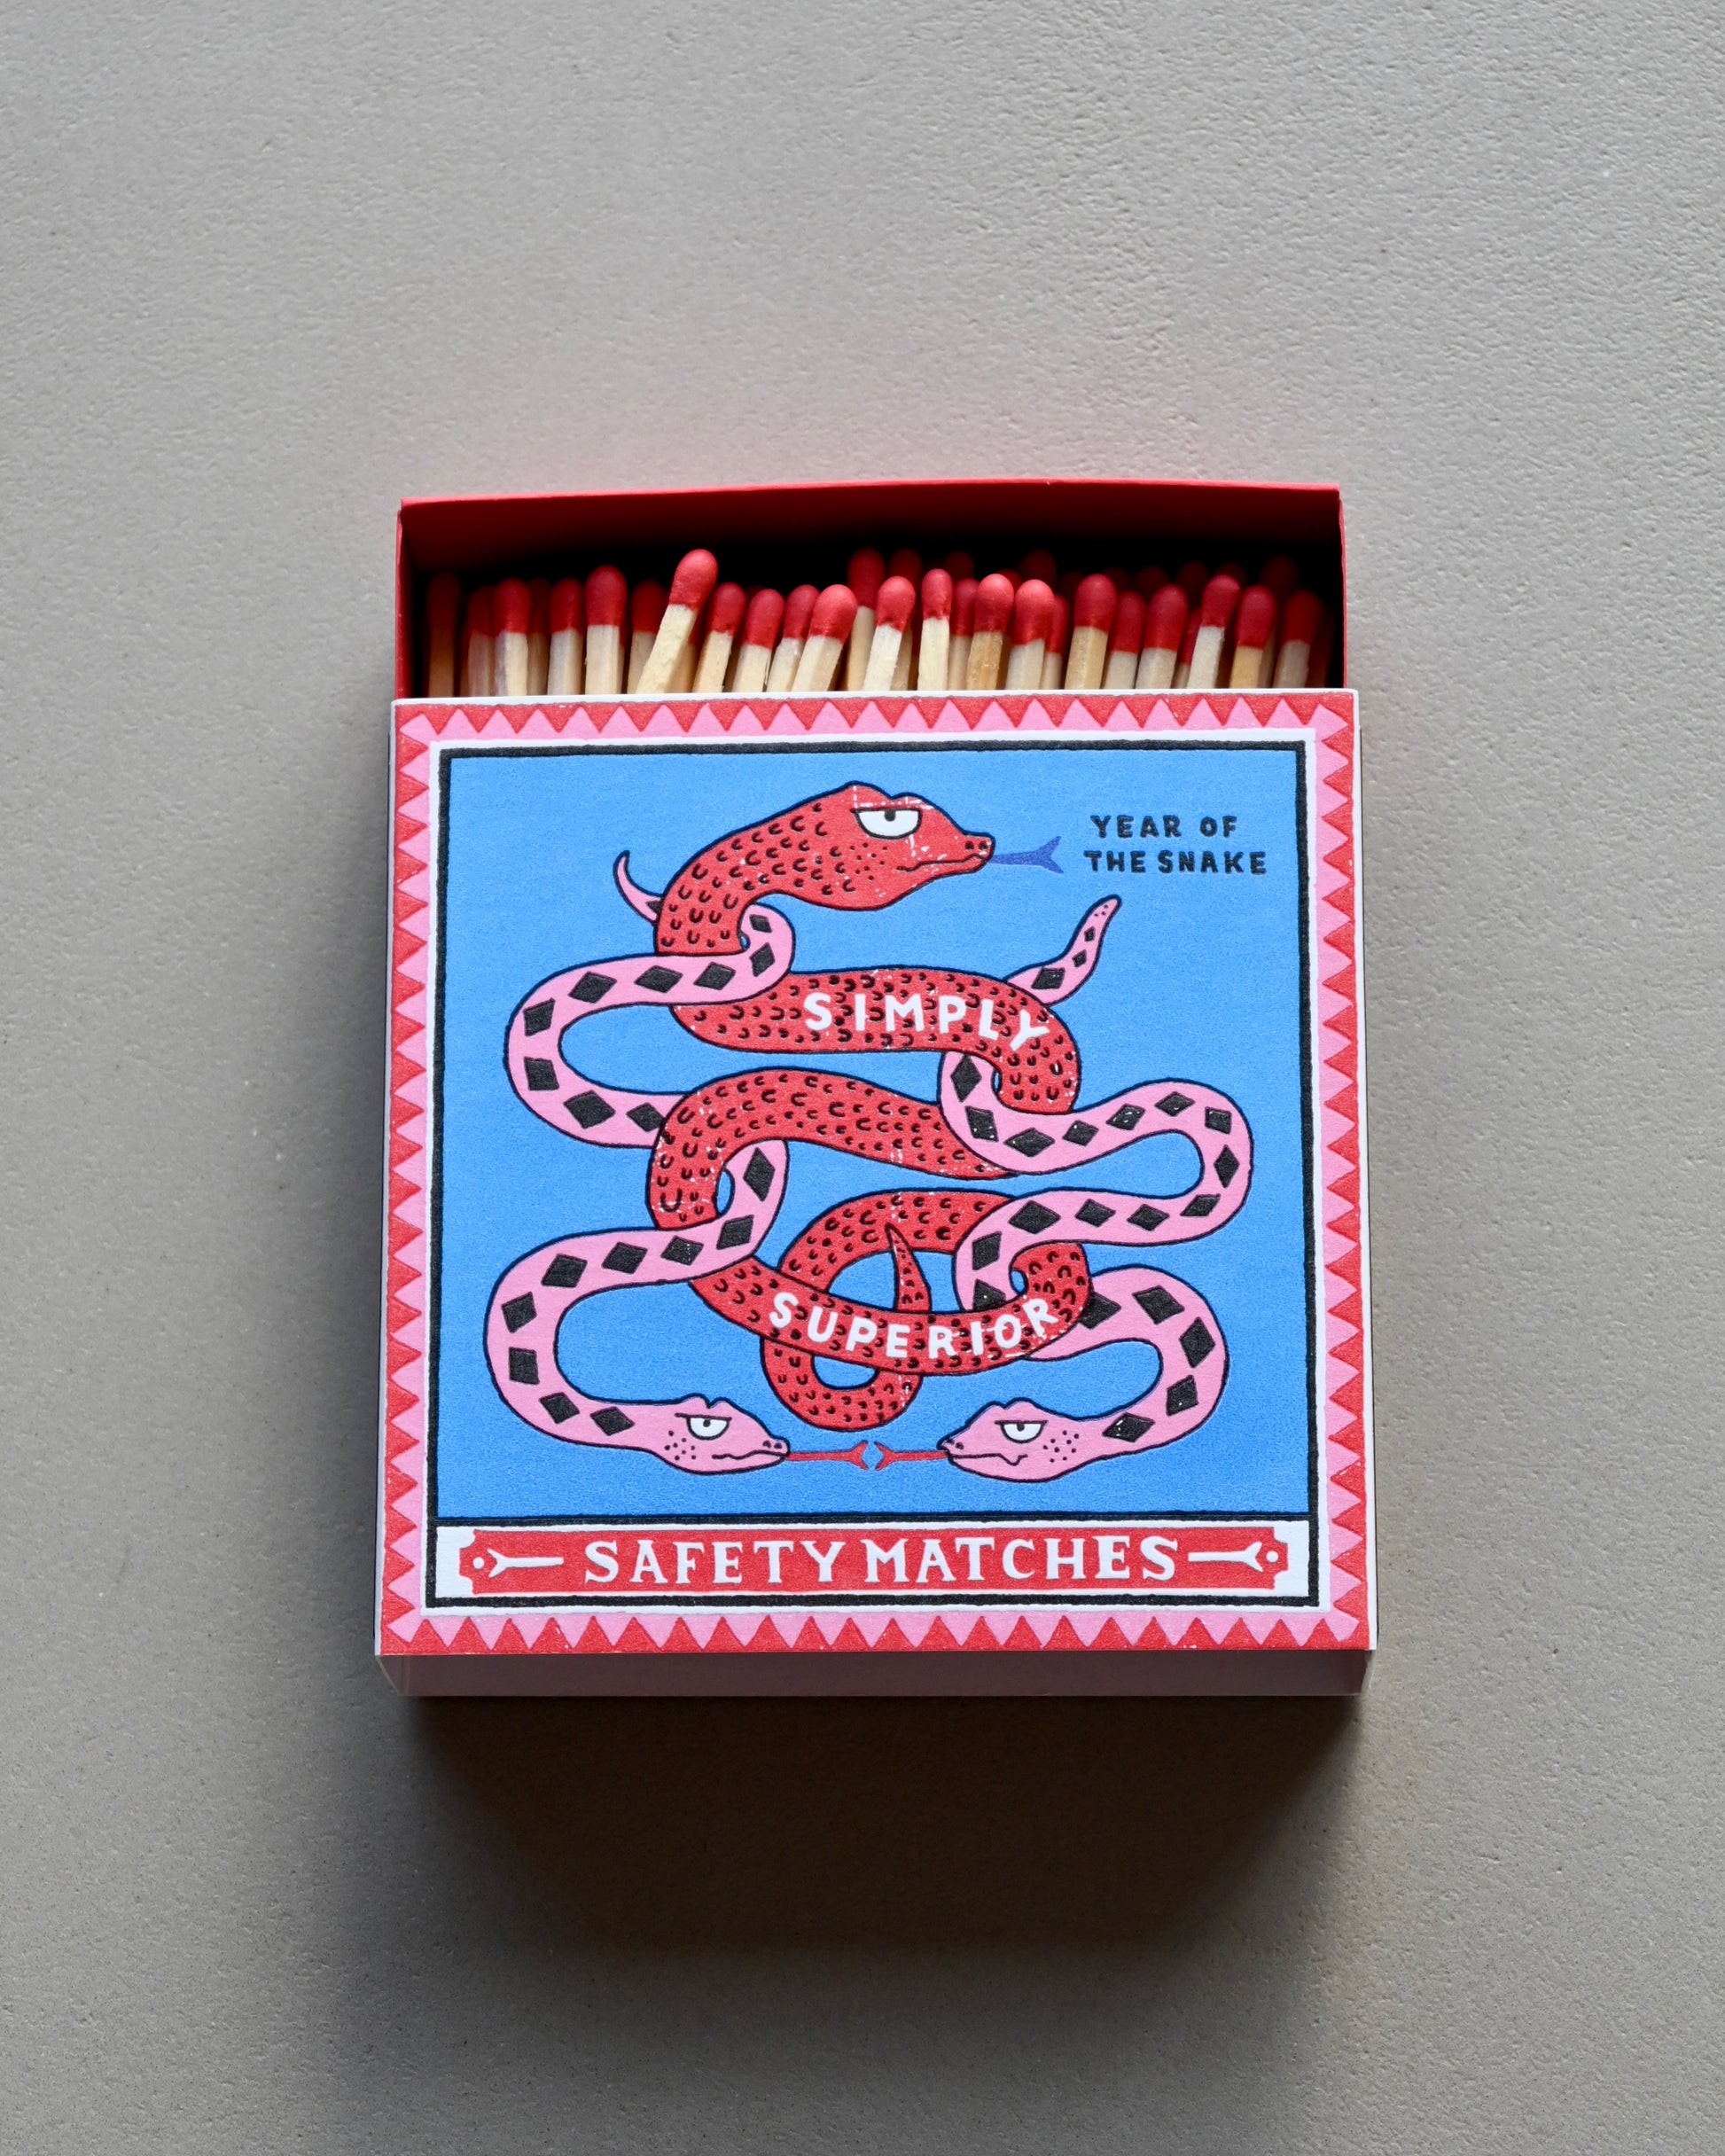 YEAR OF
THE SNAKE
SIMPLY
SUPERIOR
SAFETY MATCHES